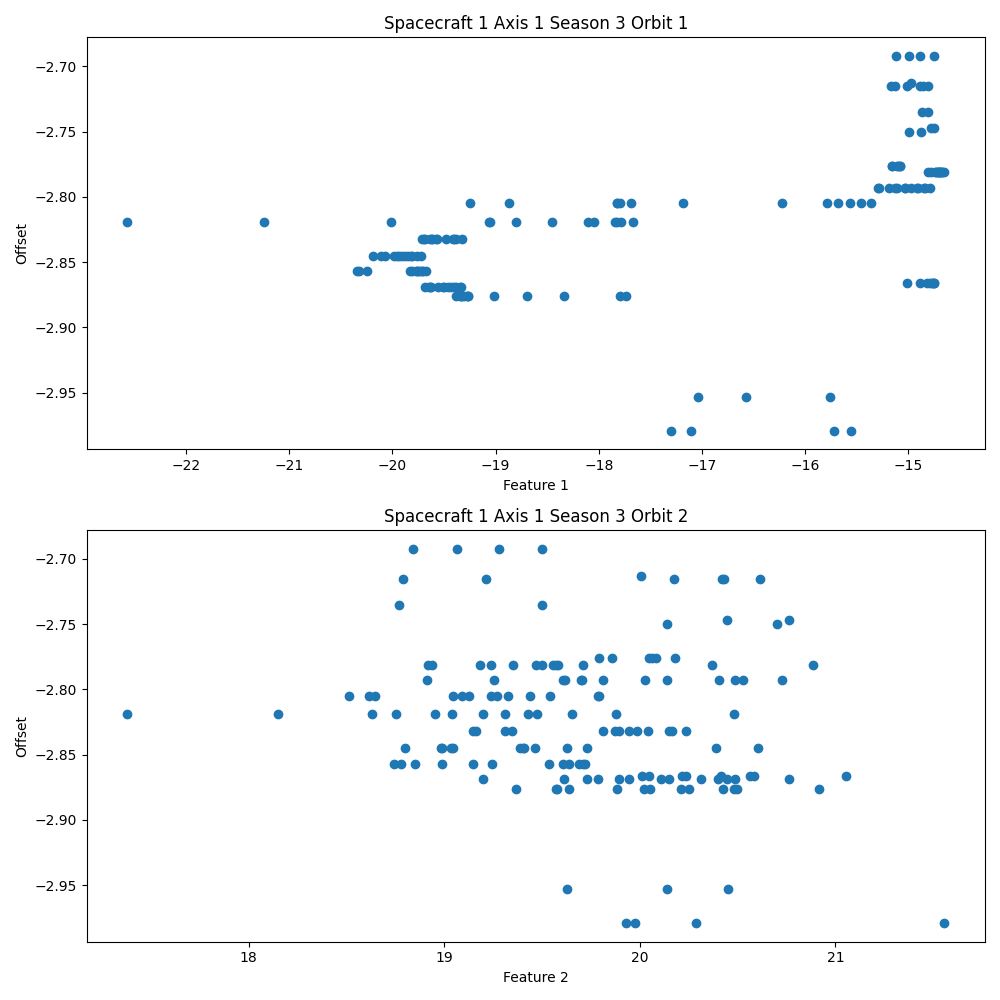 Spacecraft 1 Axis 1 Season 3 Orbit 1
−2.70
−2.75
−2.80
−2.85
−2.90
−2.95
Offset
−22 −21 −20 −19 −18 −17 −16 −15
Feature 1
Spacecraft 1 Axis 1 Season 3 Orbit 2
−2.70
−2.75
−2.80
−2.85
−2.90
−2.95
Offset
18 19 20 21
Feature 2